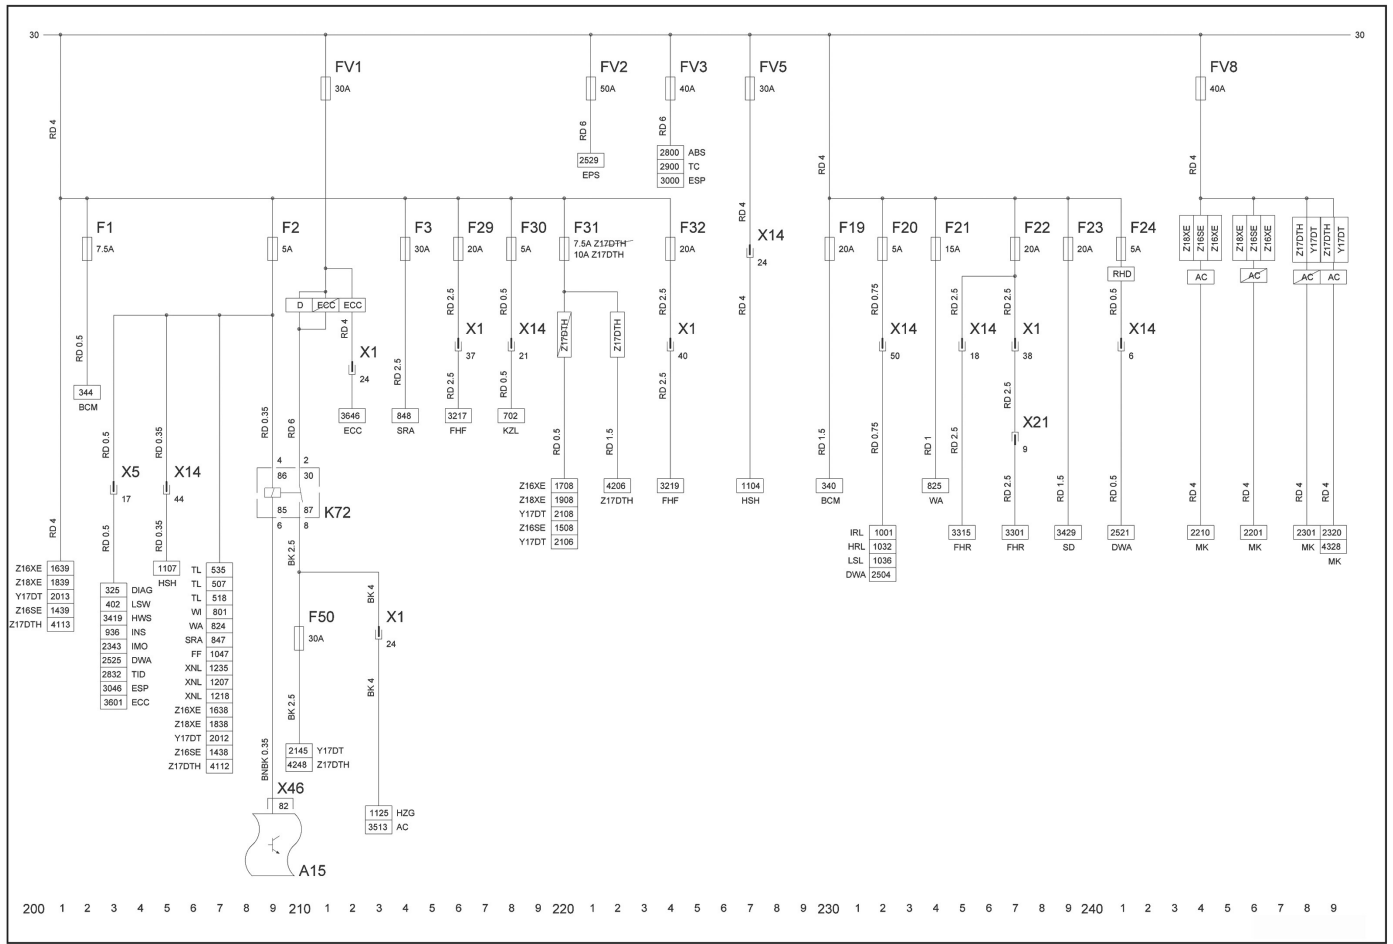 30 30
FV1 FV2 FV3 FV5 FV8
30A 50A 40A 30A 40A
RD 4 RD 6 RD 6 RD 4 RD 4
2529
EPS
2800 ABS
2900 TC
3000 ESP
RD 4
F1 F2 F3 F29 F30 F31 F32 X14 F19 F20 F21 F22 F23 F24
7.5A 5A 30A 20A 5A 7.5A Z17DTH 20A 24 20A 5A 15A 20A 20A 5A
10A Z17DTH
RHD
Z18XE Z16SE Z16XE Z18XE Z16SE Z16XE Z17DTH Y17DT Z17DTH Y17DT
AC AC AC AC
D ECC ECC
RD 2.5 RD 0.5 RD 2.5 RD 4 RD 0.75 RD 2.5 RD 2.5 RD 0.5
RD 0.5 RD 4 X1 X1 X14 Z17DTH Z17DTH X1 X14 X14 X1 X14
24 37 21 40 50 18 38 6
RD 2.5 RD 2.5 RD 0.5 RD 2.5 RD 2.5
344
BCM
3646
ECC
848
SRA
3217
FHF
702
KZL
X21
9
RD 0.5 RD 0.35 RD 0.35 RD 6 RD 0.5 RD 1.5 RD 1.5 RD 0.75 RD 1 RD 2.5
X5 X14
17 44
4 2
86 30
85 87
6 8
K72
Z16XE 1708
Z18XE 1908
Y17DT 2108
Z16SE 1508
Y17DT 2106
4206
Z17DTH
3219
FHF
1104
HSH
340
BCM
825
WA
RD 2.5 RD 1.5 RD 0.5 RD 4 RD 4 RD 4 RD 4
RD 4 RD 0.5 RD 0.35 BK 2.5
IRL 1001
HRL 1032
LSL 1036
DWA 2504
3315
FHR
3301
FHR
3429
SD
2521
DWA
2210
MK
2201
MK
2301
MK
2320
4328
MK
Z16XE 1639
Z18XE 1839
Y17DT 2013
Z16SE 1439
Z17DTH 4113
325 DIAG
402 LSW
3419 HWS
936 INS
2343 IMO
2525 DWA
2832 TID
3046 ESP
3601 ECC
1107
HSH
TL 535
TL 507
TL 518
WI 801
WA 824
SRA 847
FF 1047
XNL 1235
XNL 1207
XNL 1218
Z16XE 1638
Z18XE 1838
Y17DT 2012
Z16SE 1438
Z17DTH 4112
BK 4
F50 X1
30A 24
BK 2.5 BK 4
BNBK 0.35
2145 Y17DT
4248 Z17DTH
X46
82
1125 HZG
3513 AC
A15
200 1 2 3 4 5 6 7 8 9 210 1 2 3 4 5 6 7 8 9 220 1 2 3 4 5 6 7 8 9 230 1 2 3 4 5 6 7 8 9 240 1 2 3 4 5 6 7 8 9